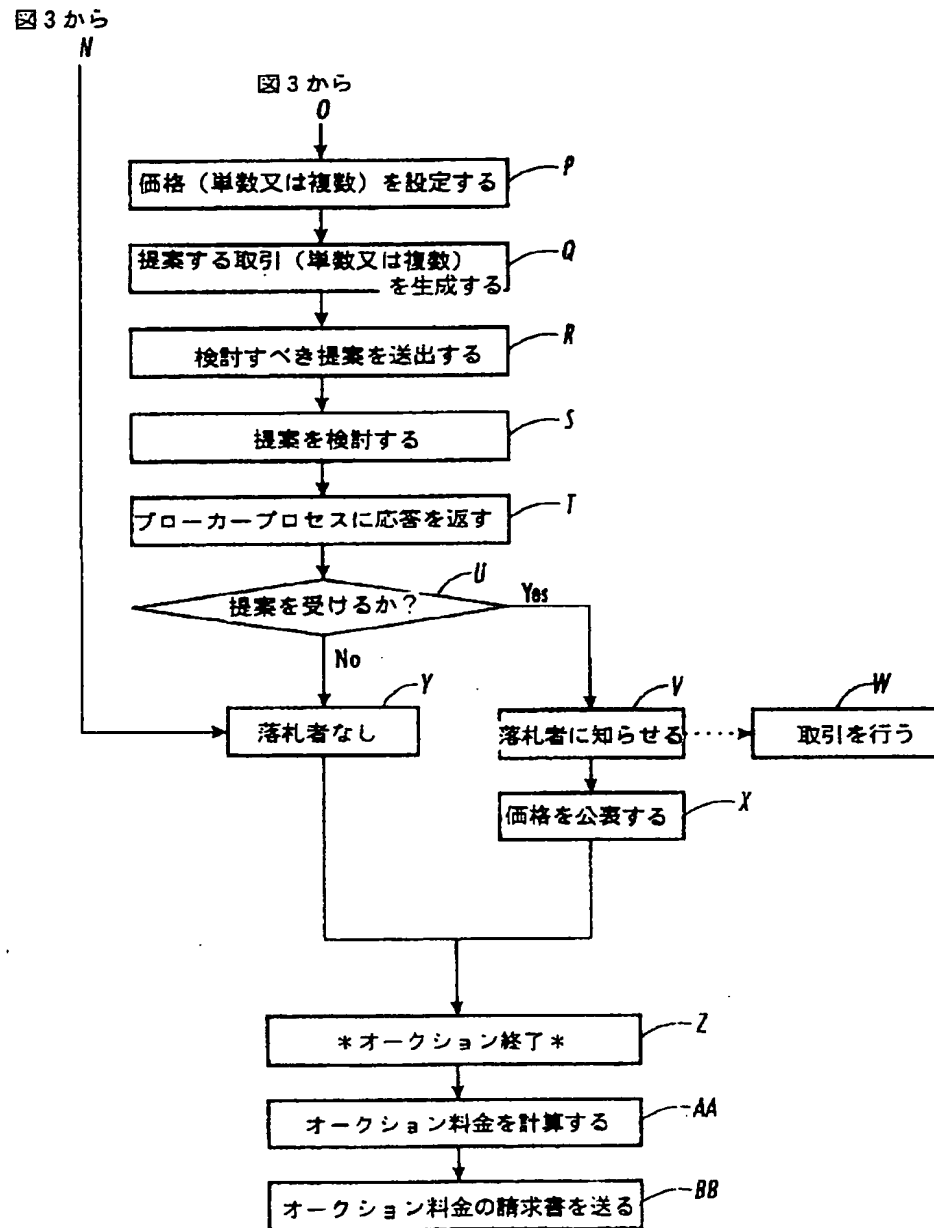 図3から
N
図3から
O
価格（単数又は複数）を設定する
P
提案する取引（単数又は複数）
を生成する
Q
検討すべき提案を送出する
R
提案を検討する
S
ブローカープロセスに応答を返す
T
提案を受けるか？
U
Yes
No
落札者なし
Y
落札者に知らせる
V
取引を行う
W
価格を公表する
X
＊オークション終了＊
Z
オークション料金を計算する
AA
オークション料金の請求書を送る
BB